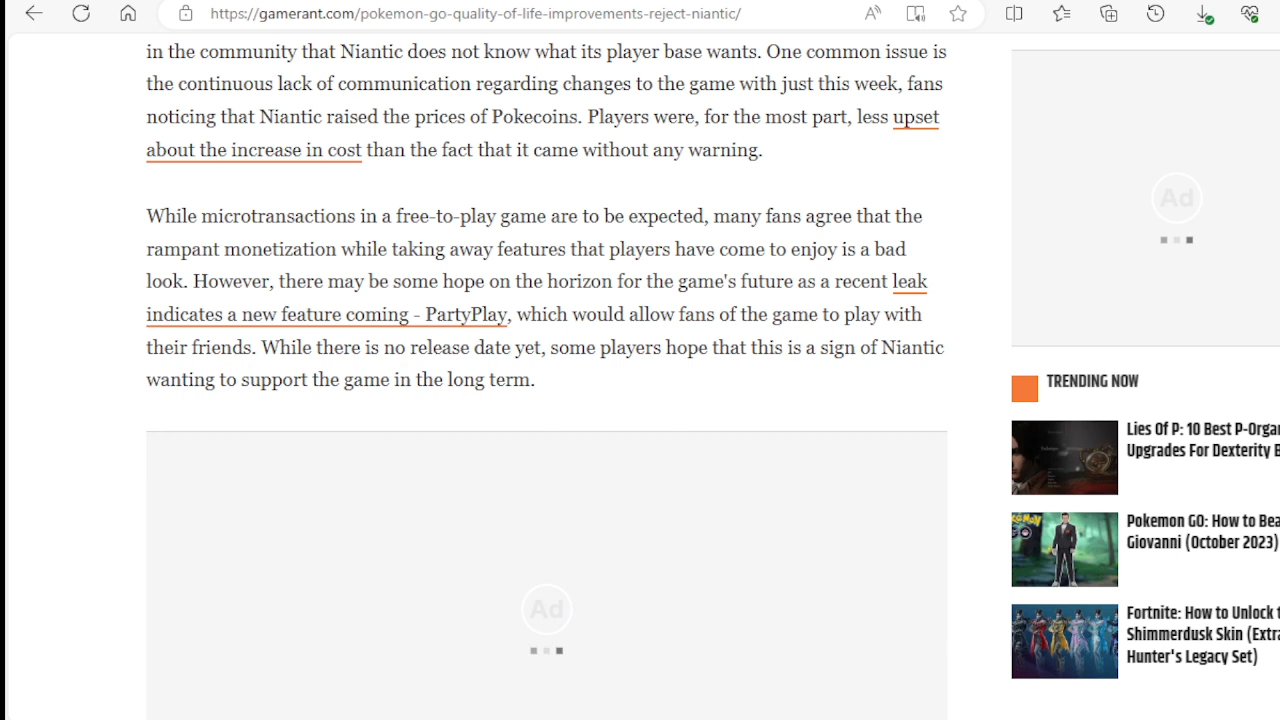 https://gamerant.com/pokemon-go-quality-of-life-improvements-reject-niantic/
in the community that Niantic does not know what its player base wants. One common issue is
the continuous lack of communication regarding changes to the game with just this week, fans
noticing that Niantic raised the prices of Pokecoins. Players were, for the most part, less upset
about the increase in cost than the fact that it came without any warning.
While microtransactions in a free-to-play game are to be expected, many fans agree that the
rampant monetization while taking away features that players have come to enjoy is a bad
look. However, there may be some hope on the horizon for the game's future as a recent leak
indicates a new feature coming - PartyPlay, which would allow fans of the game to play with
their friends. While there is no release date yet, some players hope that this is a sign of Niantic
wanting to support the game in the long term.
Ad
Ad
TRENDING NOW
Lies Of P: 10 Best P-Orga
Upgrades For Dexterity B
Pokemon GO: How to Bea
Giovanni (October 2023)
Fortnite: How to Unlock t
Shimmerdusk Skin (Extra
Hunter's Legacy Set)